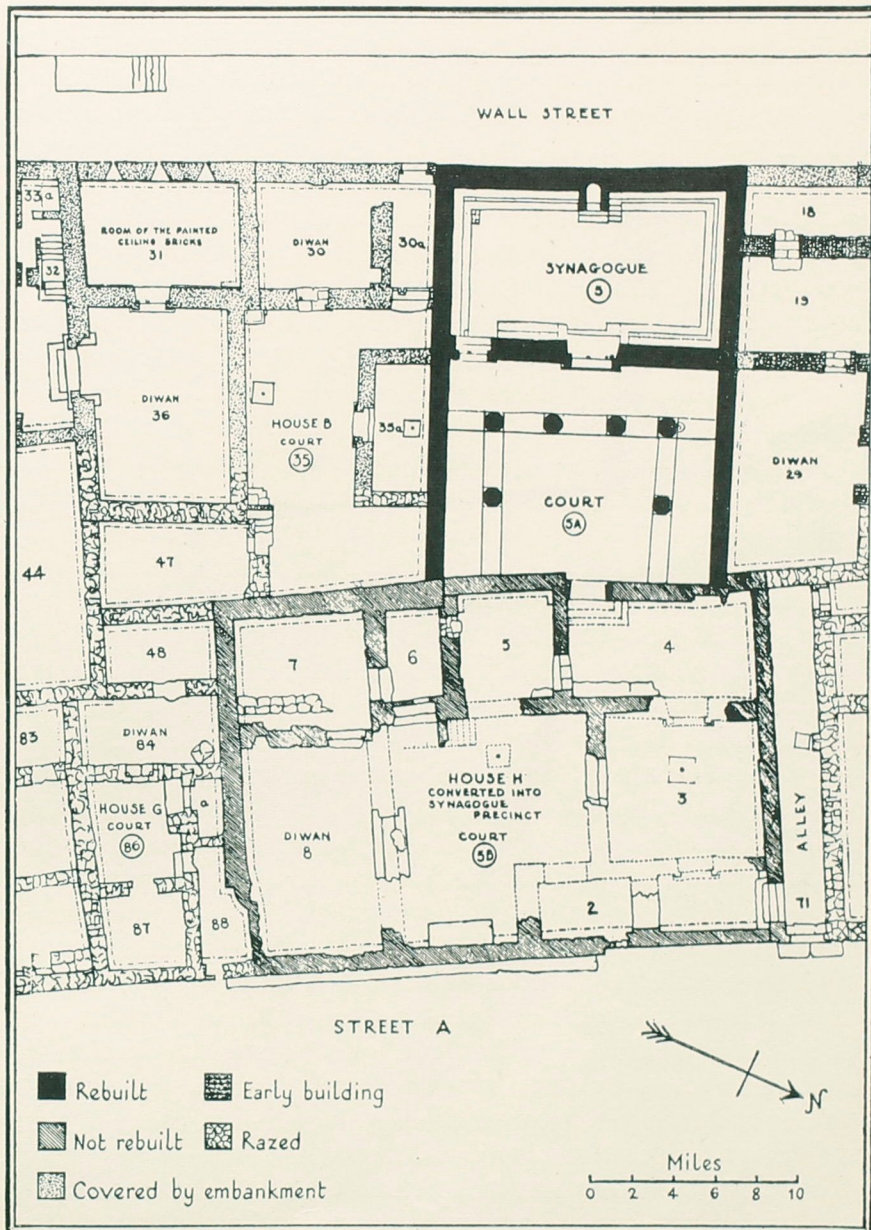 WALL STREET
33
a
32
ROOM OF THE PAINTED
CEILING BRICKS
31
DIWAN
30
30a
SYNAGOGUE
5
18
19
DIWAN
36
HOUSE B
COURT
35
35a
COURT
5A
DIWAN
29
44
47
48
7
6
5
4
83
DIWAN
84
HOUSE G
COURT
86
a
87
88
DIWAN
8
HOUSE H
CONVERTED INTO
SYNAGOGUE
PRECINCT
COURT
5B
3
2
ALLEY
71
STREET A
N
Rebuilt
Early building
Not rebuilt
Razed
Covered by embankment
Miles
0 2 4 6 8 10